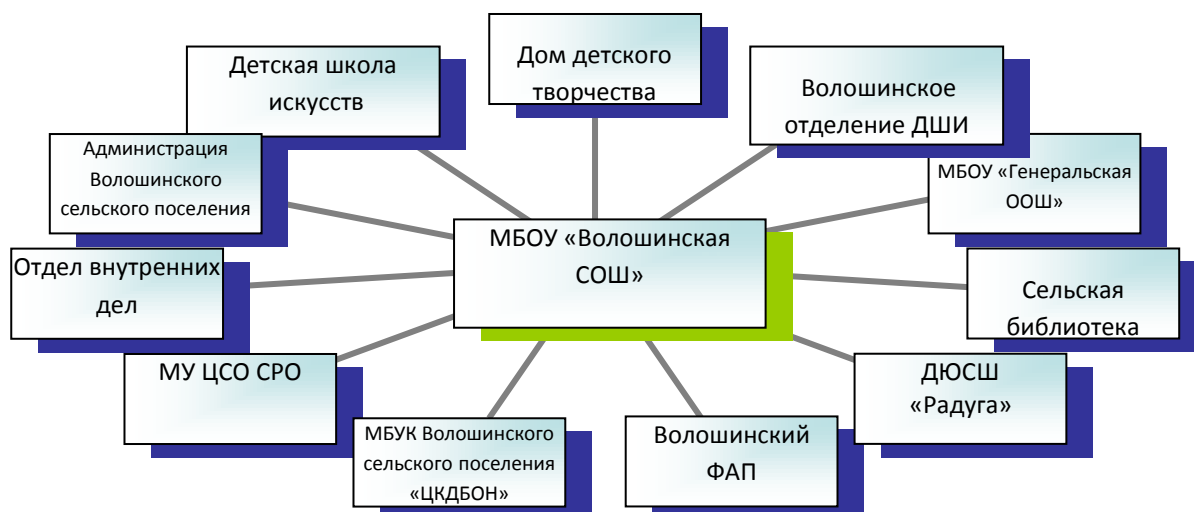 Дом детского
творчества
Детская школа
искусств
Волошинское
отделение ДШИ
Администрация
Волошинского
сельского поселения
МБОУ «Генеральская
ООШ»
МБОУ «Волошинская
СОШ»
Отдел внутренних
дел
Сельская
библиотека
МУ ЦСО СРО
ДЮСШ
«Радуга»
МБУК Волошинского
сельского поселения
«ЦКДБОН»
Волошинский
ФАП